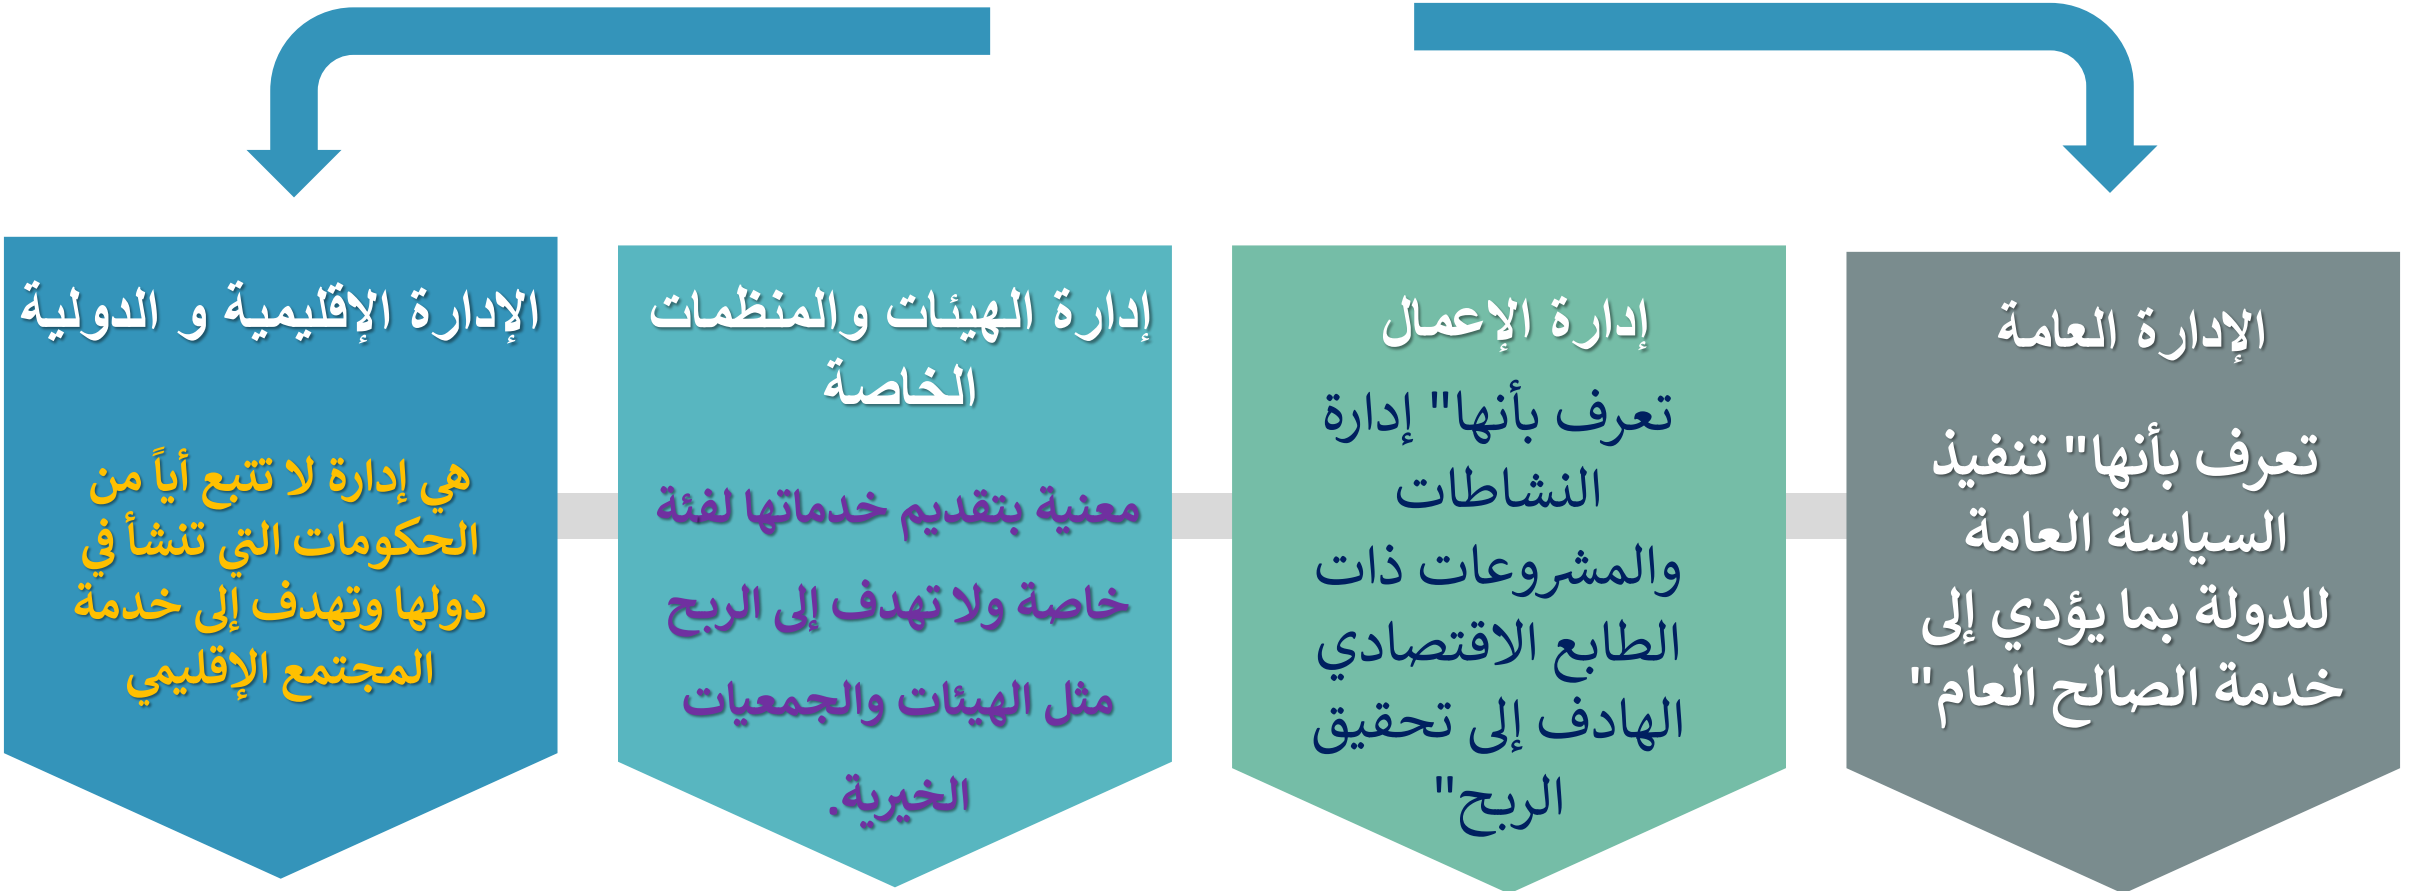 الإدارة العامة
تعرف بأنها" تنفيذ
السياسة العامة
للدولة بما يؤدي إلى
خدمة الصالح العام"
إدارة الإعمال
تعرف بأنها" إدارة
النشاطات
والمشروعات ذات
الطابع الاقتصادي
الهادف إلى تحقيق
الربح"
إدارة الهيئات والمنظمات
الخاصة
معنية بتقديم خدماتها لفئة
خاصة ولا تهدف إلى الربح
مثل الهيئات والجمعيات
الخيرية.
الإدارة الإقليمية و الدولية
هي إدارة لا تتبع أياً من
الحكومات التي تنشأ في
دولها وتهدف إلى خدمة
المجتمع الإقليمي